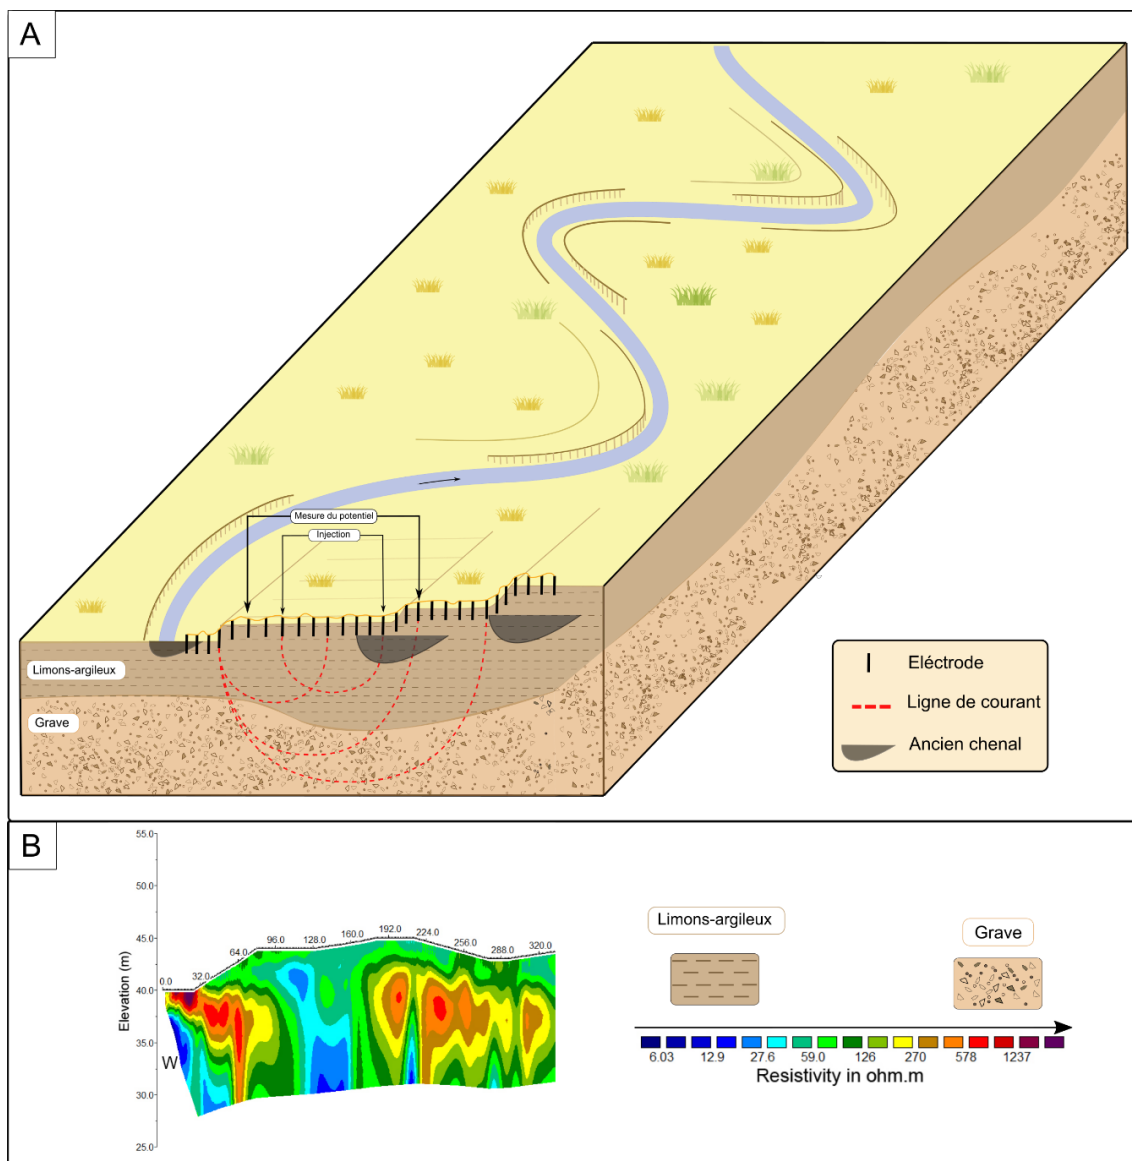 A
Mesure du potentiel
Injection
Limons-argileux
Grave
Eléctrode
Ligne de courant
Ancien chenal
B
55.0
50.0
45.0
40.0
35.0
30.0
25.0
Elevation (m)
0.0 32.0 64.0 96.0 128.0 160.0 192.0 224.0 256.0 288.0 320.0
W
Limons-argileux
Grave
6.03 12.9 27.6 59.0 126 270 578 1237
Resistivity in ohm.m